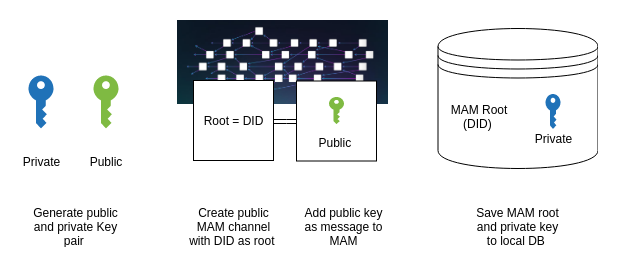 Private
Public
Root = DID
Public
MAM Root
(DID)
Private
Generate public
and private Key
pair
Create public
MAM channel
with DID as root
Add public key
as message to
MAM
Save MAM root
and private key
to local DB